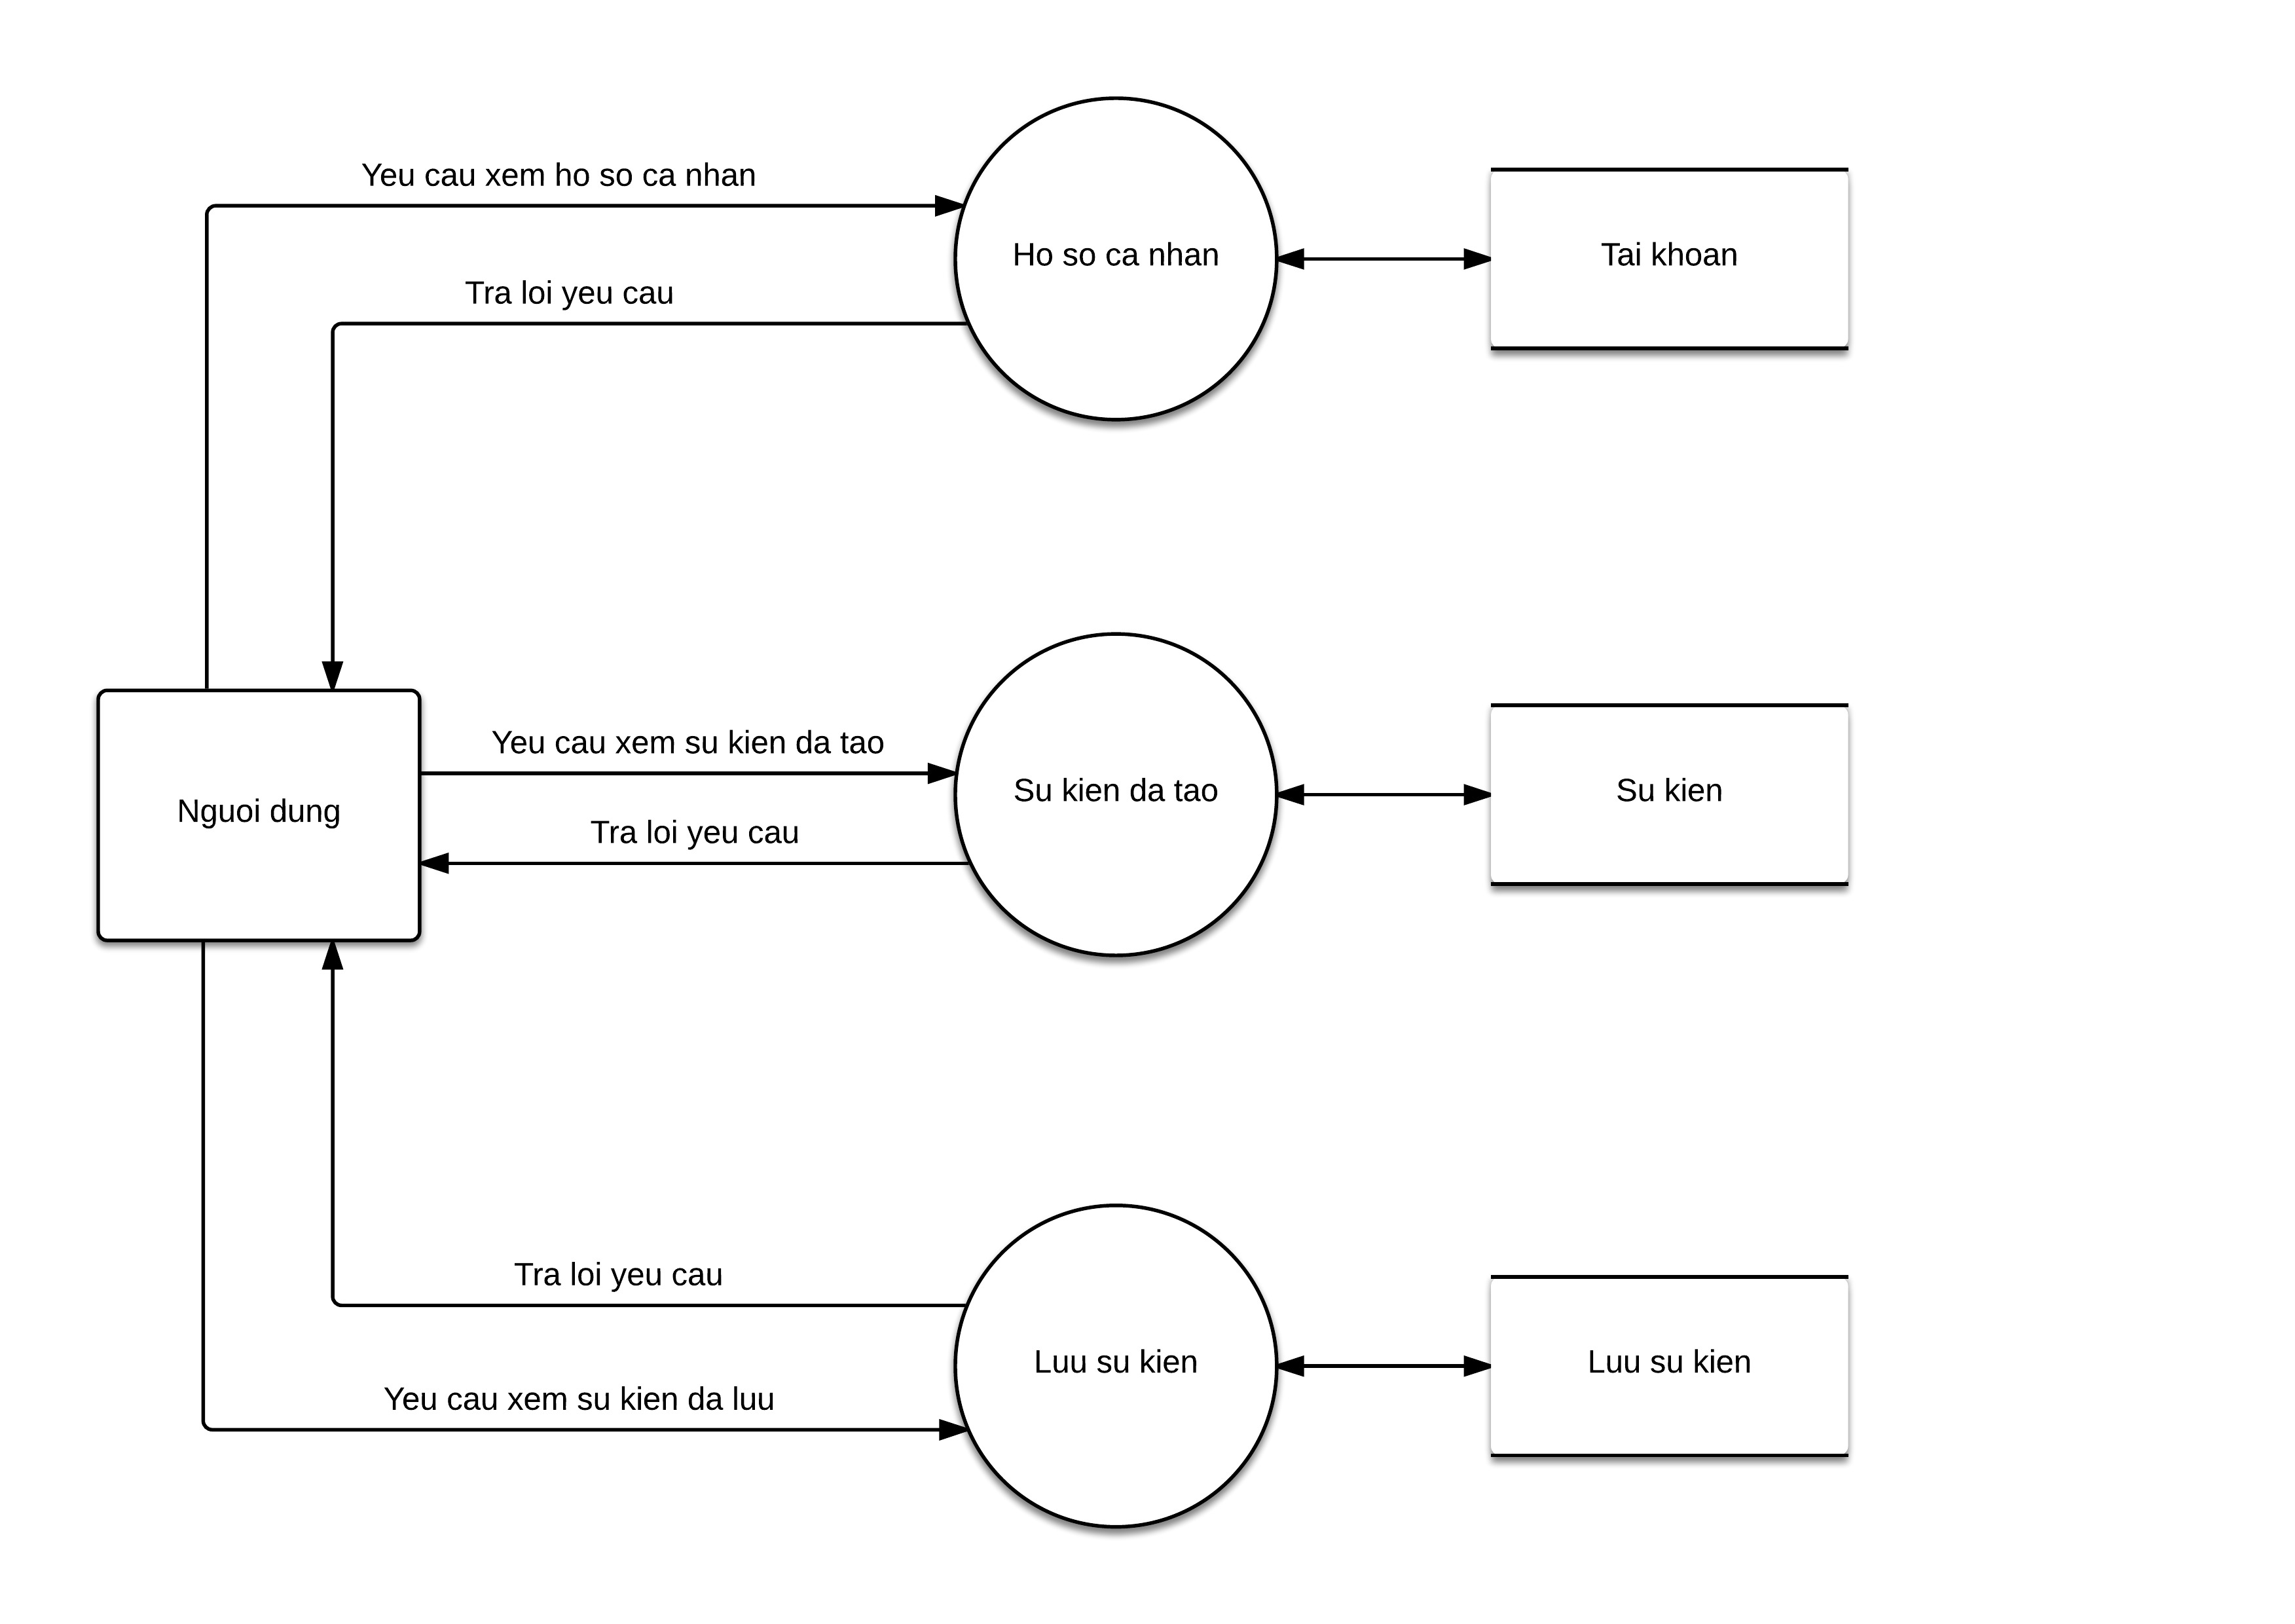 Yeu cau xem ho so ca nhan
Ho so ca nhan
Tai khoan
Tra loi yeu cau
Yeu cau xem su kien da tao
Su kien da tao
Su kien
Nguoi dung
Tra loi yeu cau
Tra loi yeu cau
Luu su kien
Luu su kien
Yeu cau xem su kien da luu